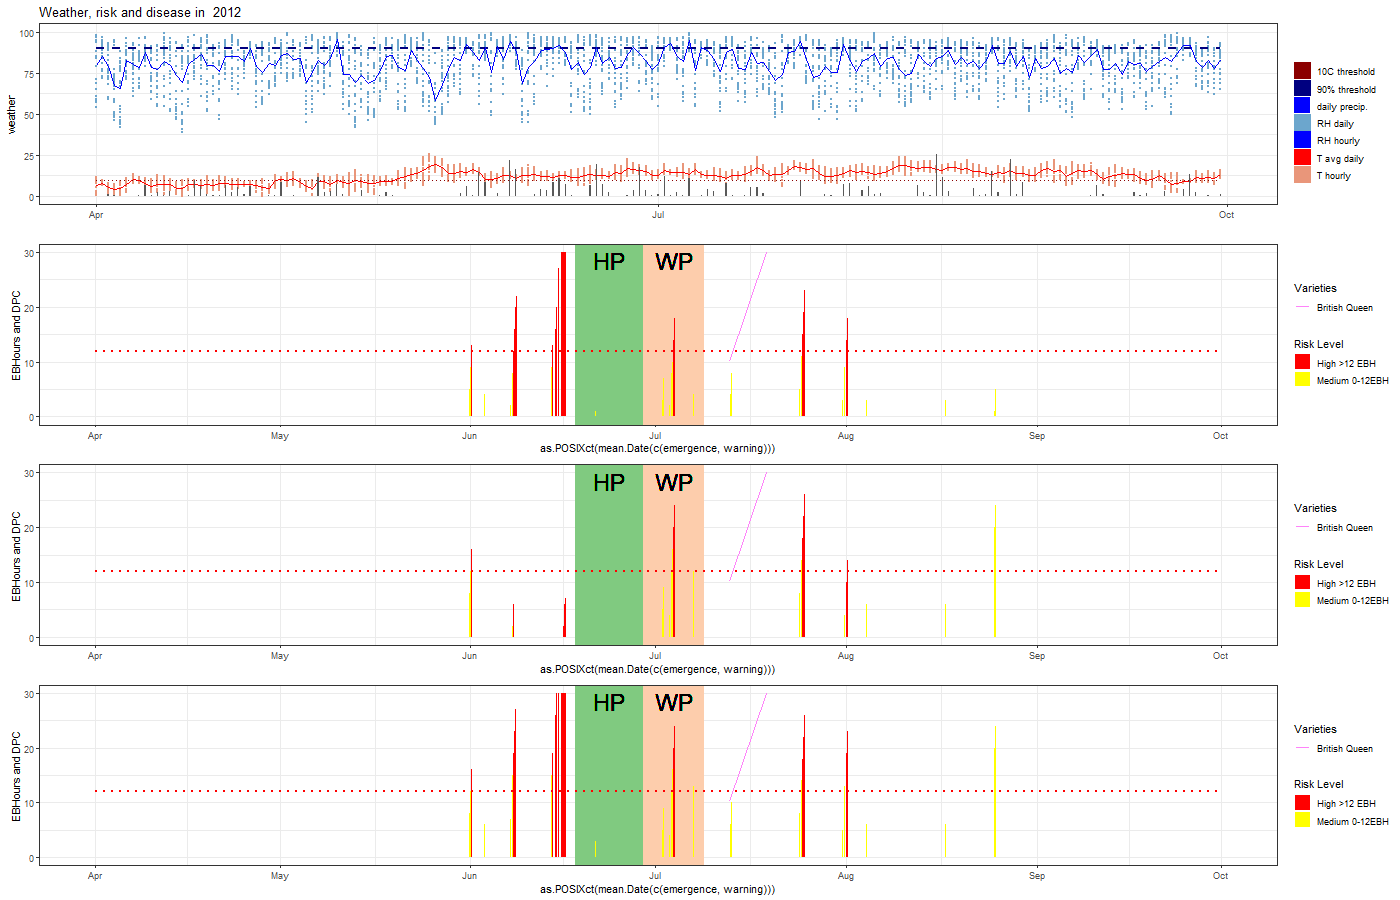 Weather, risk and disease in  2012
weather
100
75
50
25
0
Apr
Jul
Oct
10C threshold
90% threshold
daily precip.
RH daily
RH hourly
T avg daily
T hourly
EBHours and DPC
30
20
10
0
HP
WP
Apr
May
Jun
Jul
Aug
Sep
Oct
as.POSIXct(mean.Date(c(emergence, warning)))
Varieties
British Queen
Risk Level
High >12 EBH
Medium 0-12EBH
EBHours and DPC
30
20
10
0
HP
WP
Apr
May
Jun
Jul
Aug
Sep
Oct
as.POSIXct(mean.Date(c(emergence, warning)))
Varieties
British Queen
Risk Level
High >12 EBH
Medium 0-12EBH
EBHours and DPC
30
20
10
0
HP
WP
Apr
May
Jun
Jul
Aug
Sep
Oct
as.POSIXct(mean.Date(c(emergence, warning)))
Varieties
British Queen
Risk Level
High >12 EBH
Medium 0-12EBH